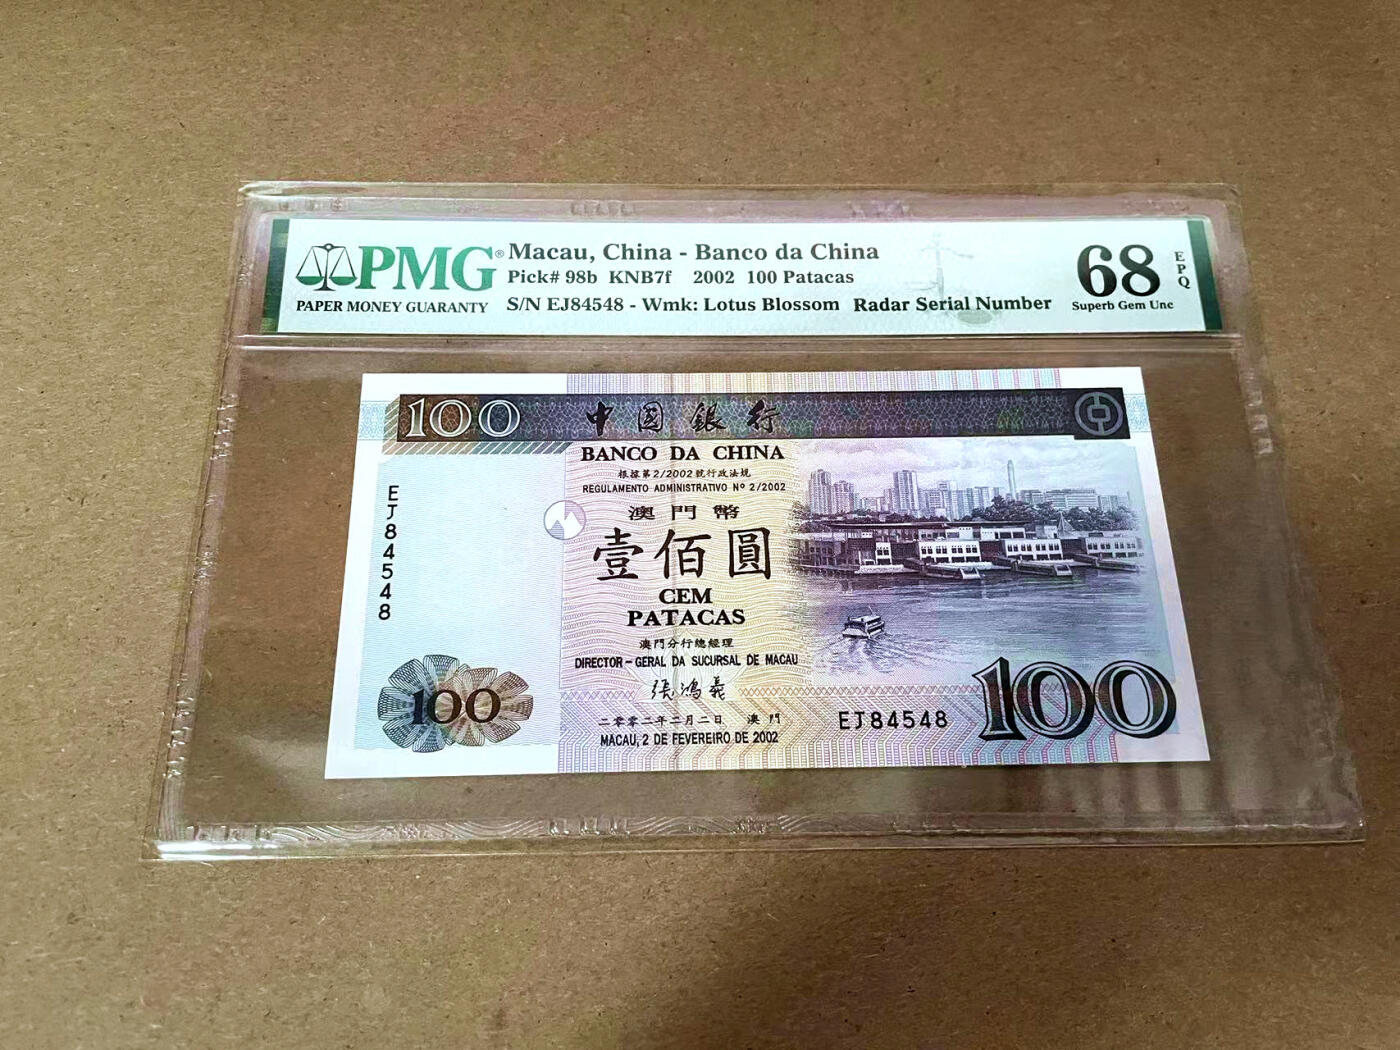 PMG®
PAPER MONEY GUARANTY
Macau, China - Banco da China
Pick# 98b KNB7f 2002 100 Patacas
S/N EJ84548 - Wmk: Lotus Blossom Radar Serial Number
68
EPQ
Superb Gem Unc
100
中國銀行
BANCO DA CHINA
根據第2/2002號行政法規
REGULAMENTO ADMINISTRATIVO Nº 2/2002
澳門幣
壹佰圓
CEM
PATACAS
澳門分行總經理
DIRECTOR-GERAL DA SUCURSAL DE MACAU
張鴻義
二零零二年二月二日 澳門
MACAU, 2 DE FEVEREIRO DE 2002
EJ84548
100
EJ84548
100